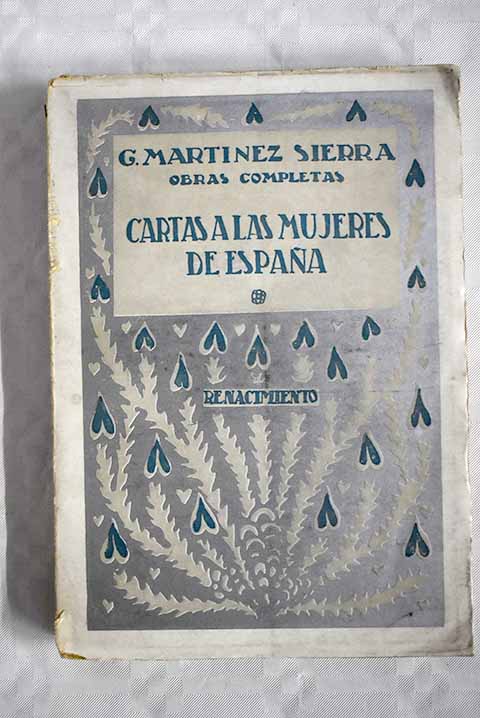 G. MARTINEZ SIERRA
OBRAS COMPLETAS
CARTAS A LAS MUJERES
DE ESPAÑA
RENACIMIENTO